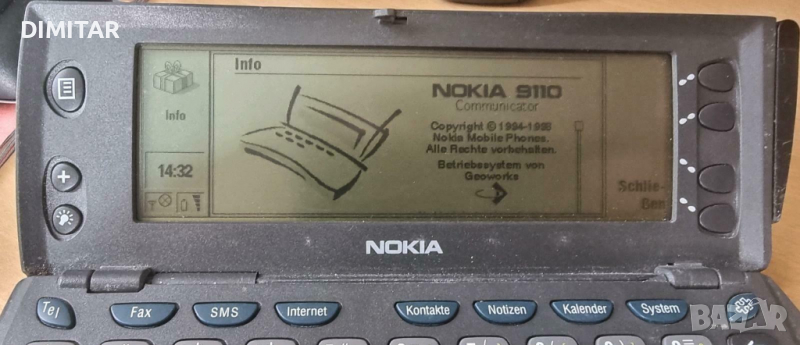 DIMITAR
Info
NOKIA 9110
Communicator
Copyright © 1994-1998
Nokia Mobile Phones.
Alle Rechte vorbehalten.
Betriebssystem von
Geoworks
Info
14:32
Schlie-
ßen
NOKIA
Tel
Fax
SMS
Internet
Kontakte
Notizen
Kalender
System
BAZAR